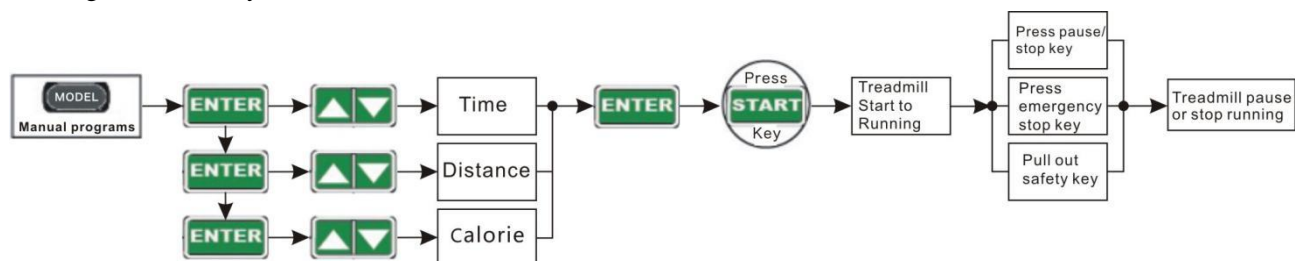 MODEL
Manual programs
ENTER
Time
ENTER
Distance
ENTER
Calorie
ENTER
Press
START
Key
Treadmill
Start to
Running
Press pause/
stop key
Press
emergency
stop key
Pull out
safety key
Treadmill pause
or stop running